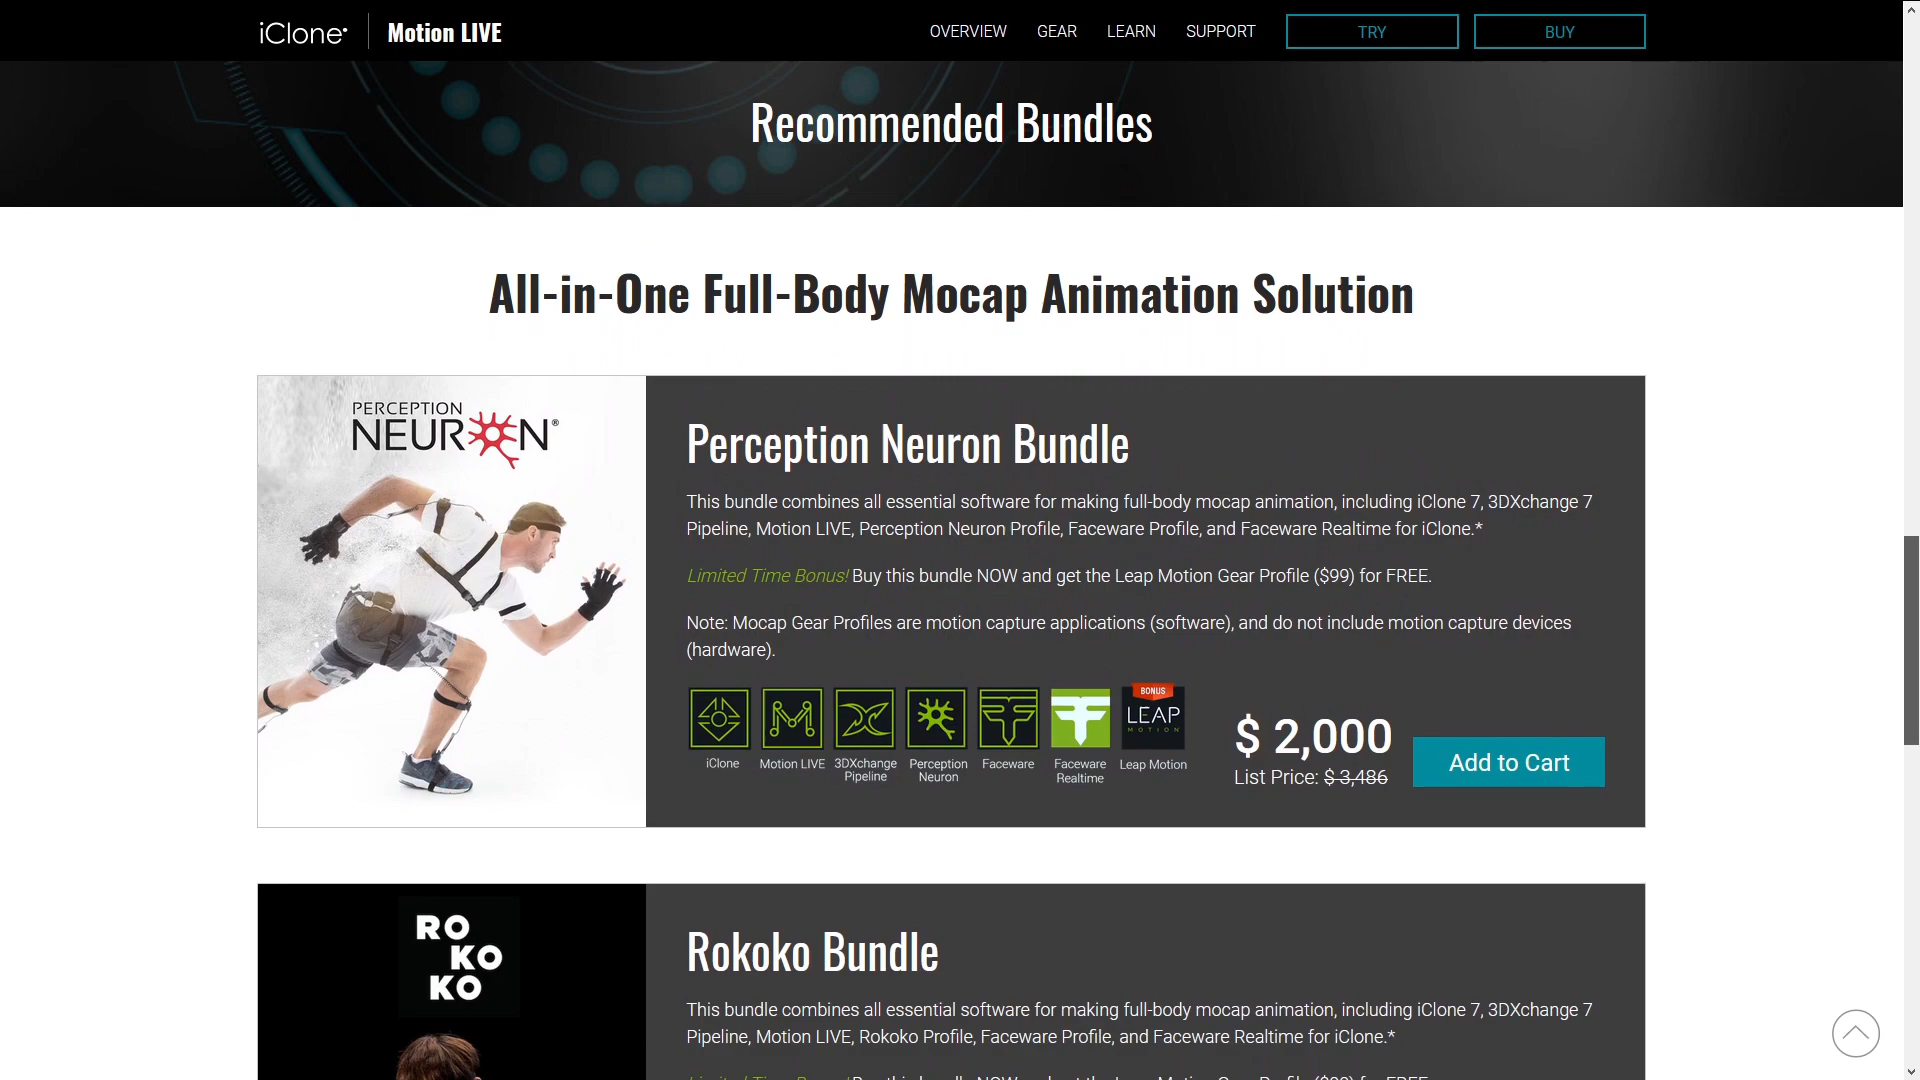 iClone
Motion LIVE
OVERVIEW
GEAR
LEARN
SUPPORT
TRY
BUY
Recommended Bundles
All-in-One Full-Body Mocap Animation Solution
PERCEPTION
NEURON®
Perception Neuron Bundle
This bundle combines all essential software for making full-body mocap animation, including iClone 7, 3DXchange 7
Pipeline, Motion LIVE, Perception Neuron Profile, Faceware Profile, and Faceware Realtime for iClone.*
Limited Time Bonus! Buy this bundle NOW and get the Leap Motion Gear Profile ($99) for FREE.
Note: Mocap Gear Profiles are motion capture applications (software), and do not include motion capture devices
(hardware).
BONUS
LEAP
MOTION
iClone
Motion LIVE
3DXchange
Pipeline
Perception
Neuron
Faceware
Faceware
Realtime
Leap Motion
$ 2,000
List Price: $ 3,486
Add to Cart
RO
KO
KO
Rokoko Bundle
This bundle combines all essential software for making full-body mocap animation, including iClone 7, 3DXchange 7
Pipeline, Motion LIVE, Rokoko Profile, Faceware Profile, and Faceware Realtime for iClone.*